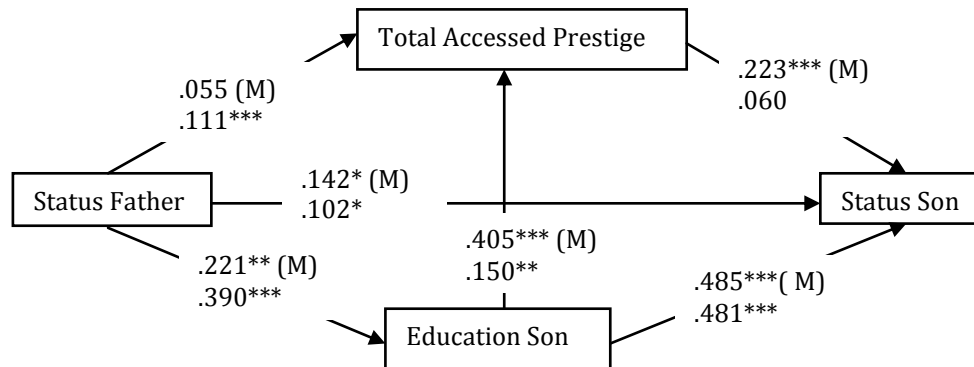 Total Accessed Prestige
.055 (M)
.111***
.223*** (M)
.060
Status Father
.142* (M)
.102*
Status Son
.221** (M)
.390***
.405*** (M)
.150**
.485***( M)
.481***
Education Son